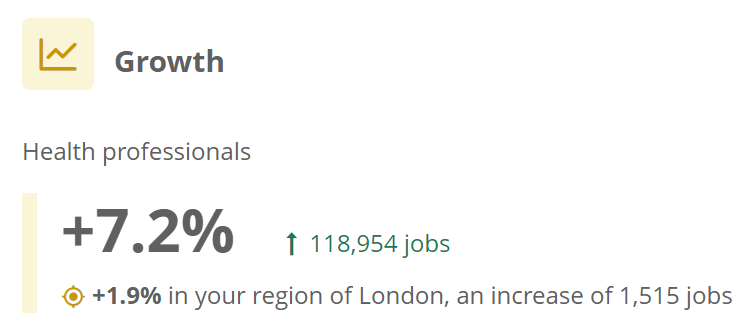 Growth
Health professionals
+7.2% ↑ 118,954 jobs
+1.9% in your region of London, an increase of 1,515 jobs